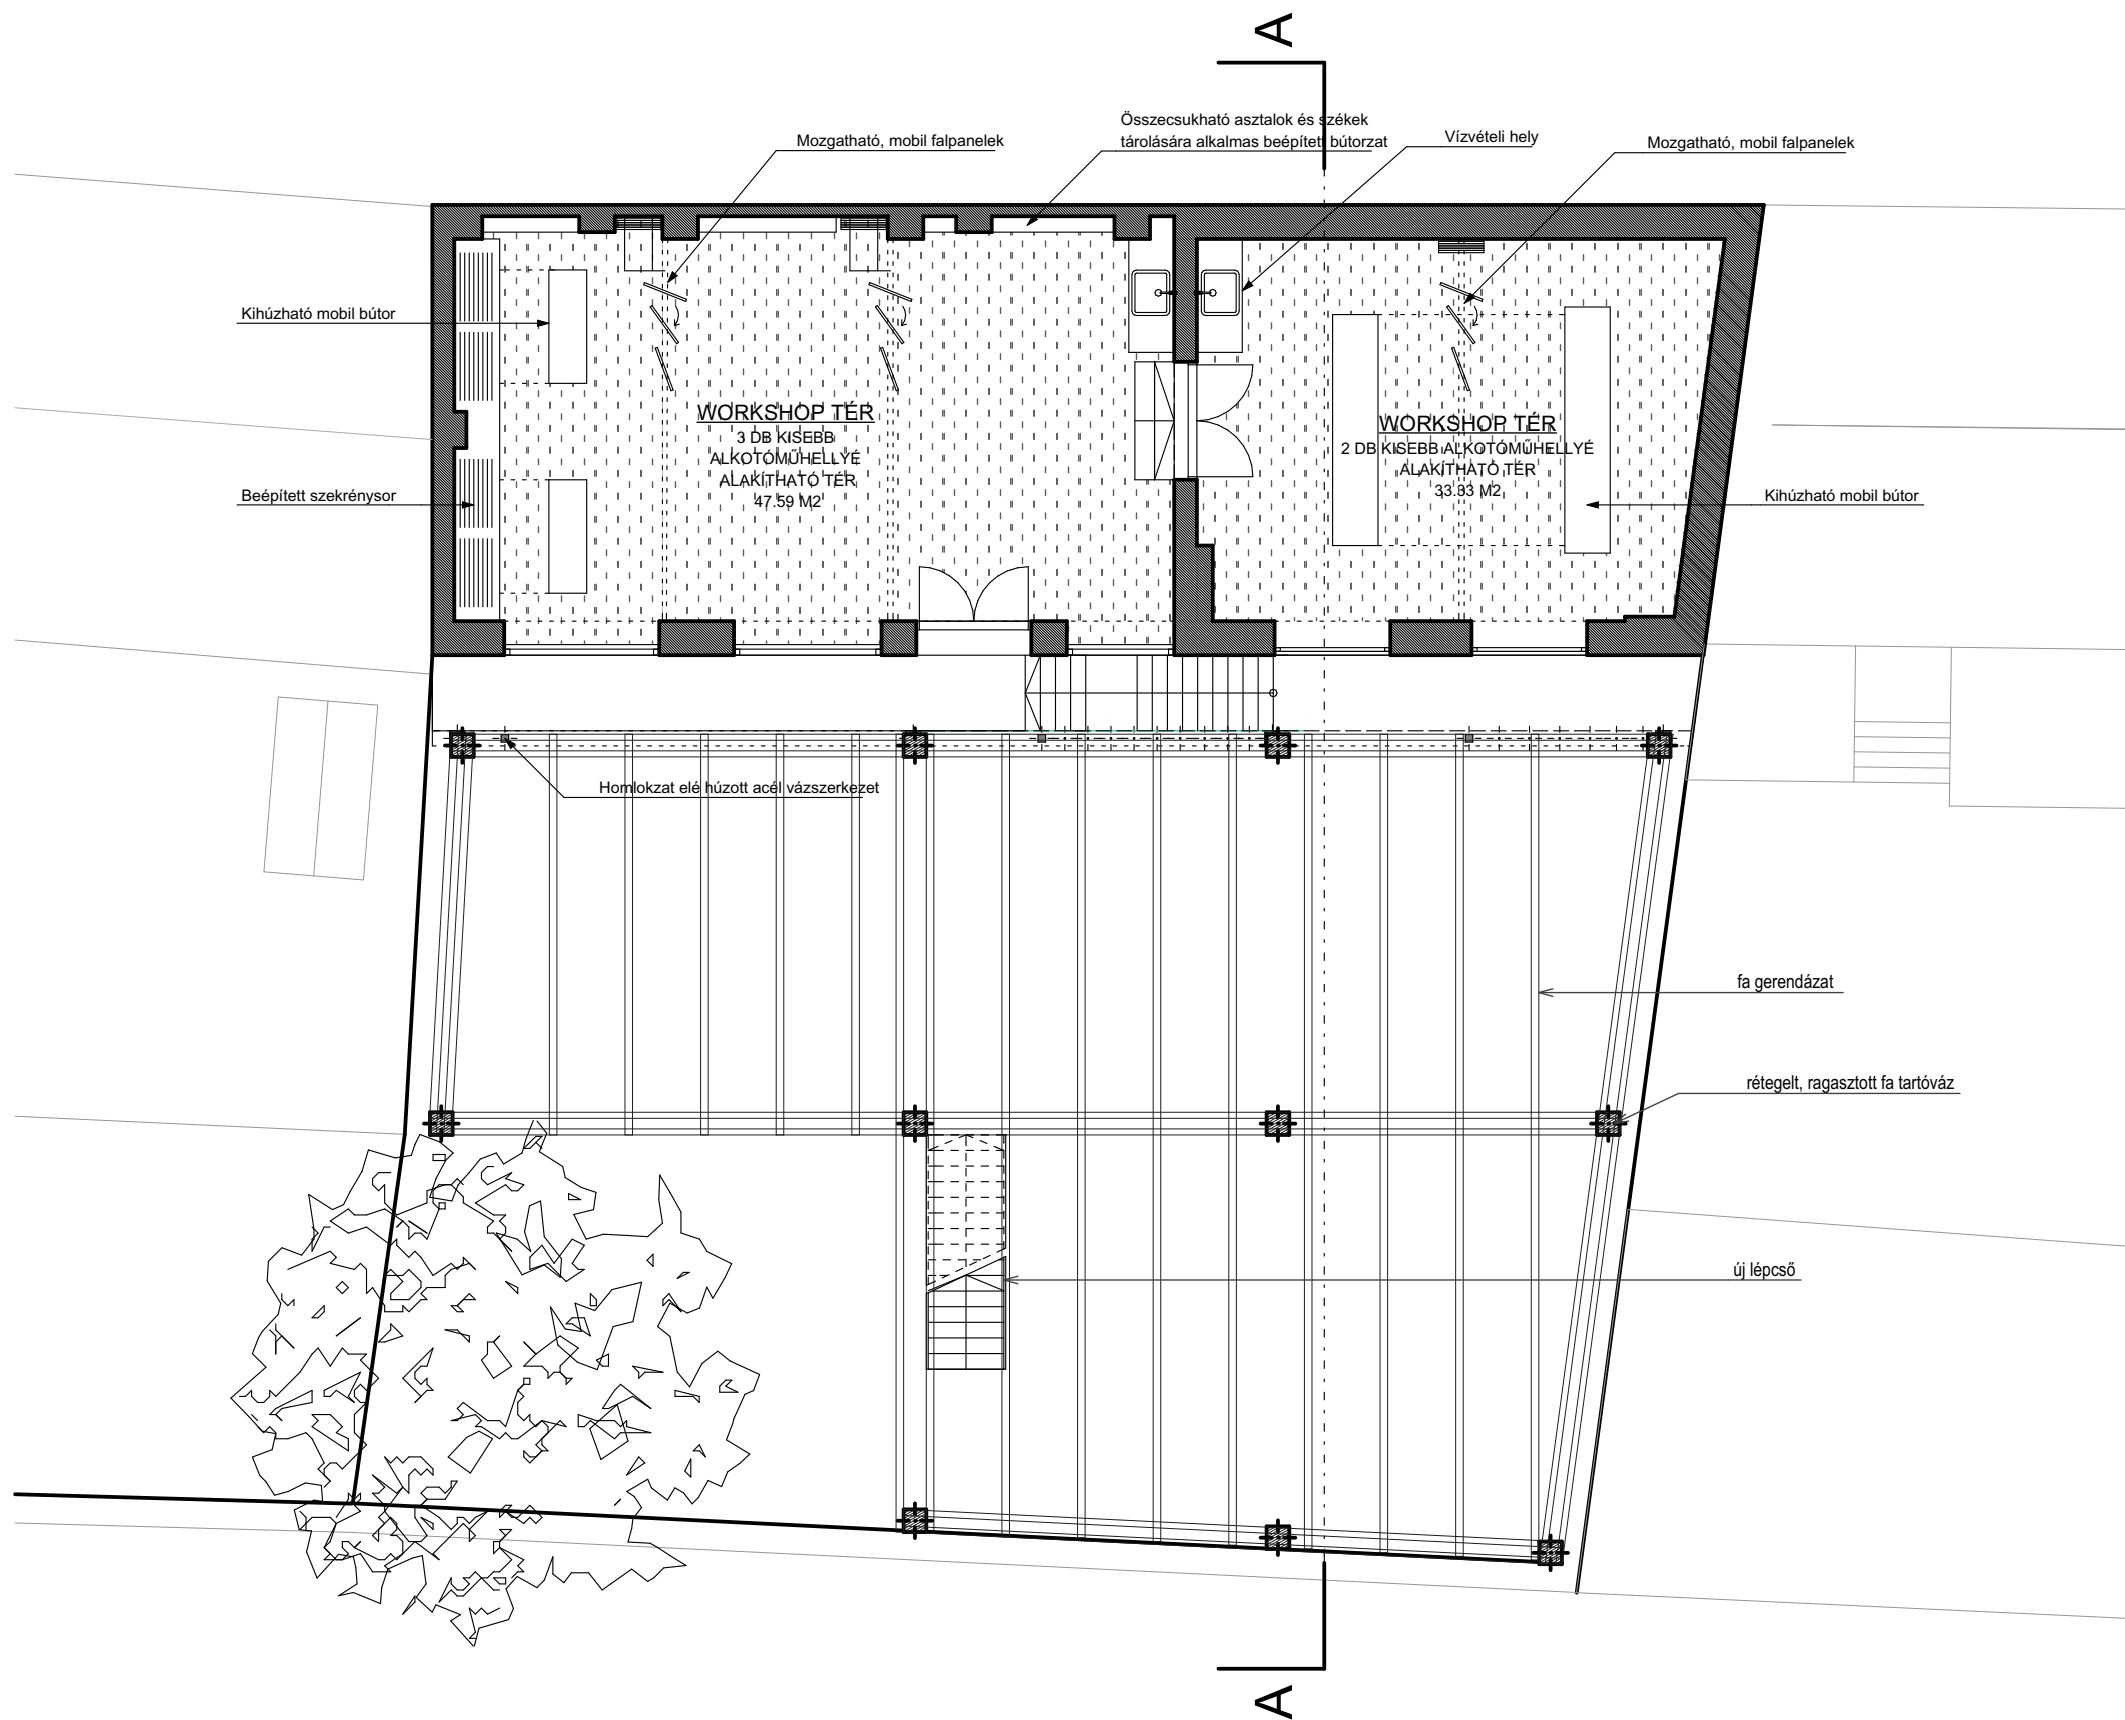 A
Összecsukható asztalok és székek
tárolására alkalmas beépített bútorzat
Mozgatható, mobil falpanelek
Vízvételi hely
Mozgatható, mobil falpanelek
Kihúzható mobil bútor
WORKSHOP TÉR
3 DB KISEBB
ALKOTÓMŰHELLYÉ
ALAKÍTHATÓ TÉR
47.59 M2
WORKSHOP TÉR
2 DB KISEBB ALKOTÓMŰHELLYÉ
ALAKÍTHATÓ TÉR
33.93 M2
Beépített szekrénysor
Kihúzható mobil bútor
Homlokzat elé húzott acél vázszerkezet
fa gerendázat
rétegelt, ragasztott fa tartóváz
új lépcső
A